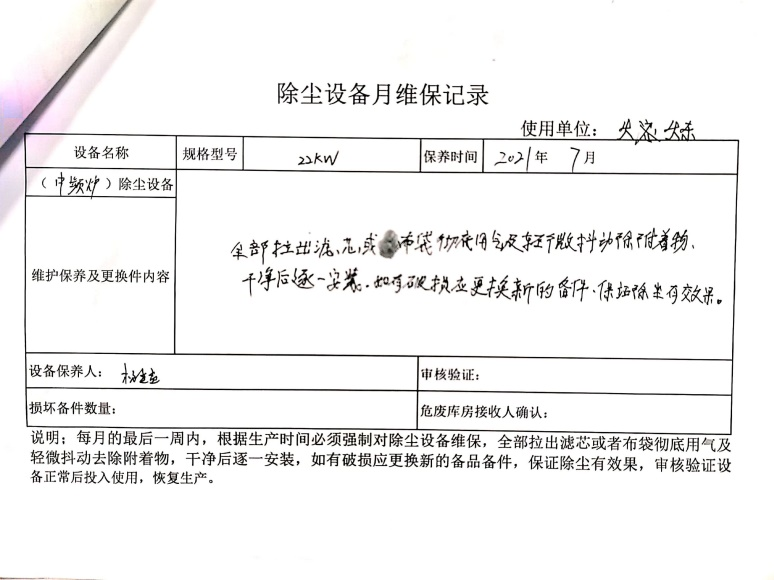 除尘设备月维保记录
使用单位：
设备名称 规格型号 22KW 保养时间 2021年 7月
（中频炉）除尘设备
维护保养及更换件内容
全部拉出滤芯或布袋彻底用气及轻微抖动除附着物、
干净后逐一安装。如有破损应更换新的备件、保证除尘有效果。
设备保养人： 审核验证：
损坏备件数量： 危废库房接收人确认：
说明；每月的最后一周内，根据生产时间必须强制对除尘设备维保，全部拉出滤芯或者布袋彻底用气及
轻微抖动去除附着物，干净后逐一安装，如有破损应更换新的备品备件，保证除尘有效果，审核验证设
备正常后投入使用，恢复生产。